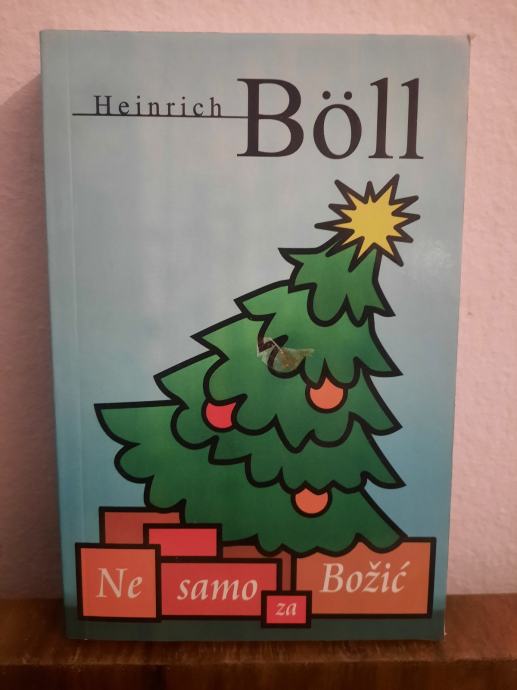 Heinrich Böll
Ne samo za Božić